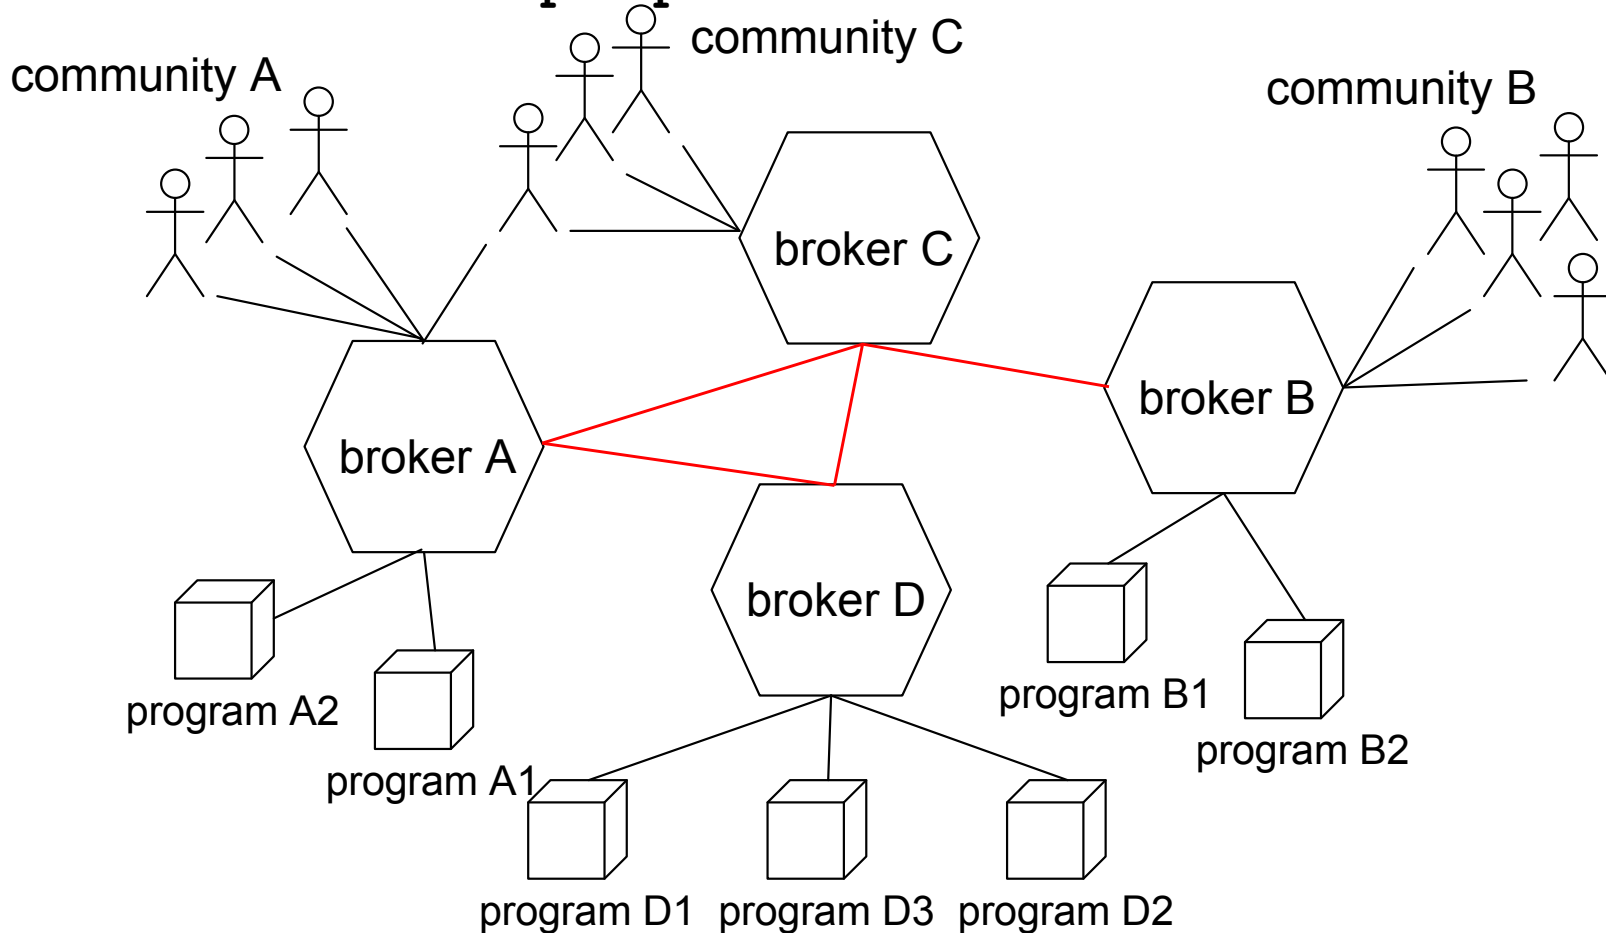 community C
community A
community B
broker C
broker B
broker A
broker D
program B1
program A2
program B2
program A1
program D1
program D3
program D2